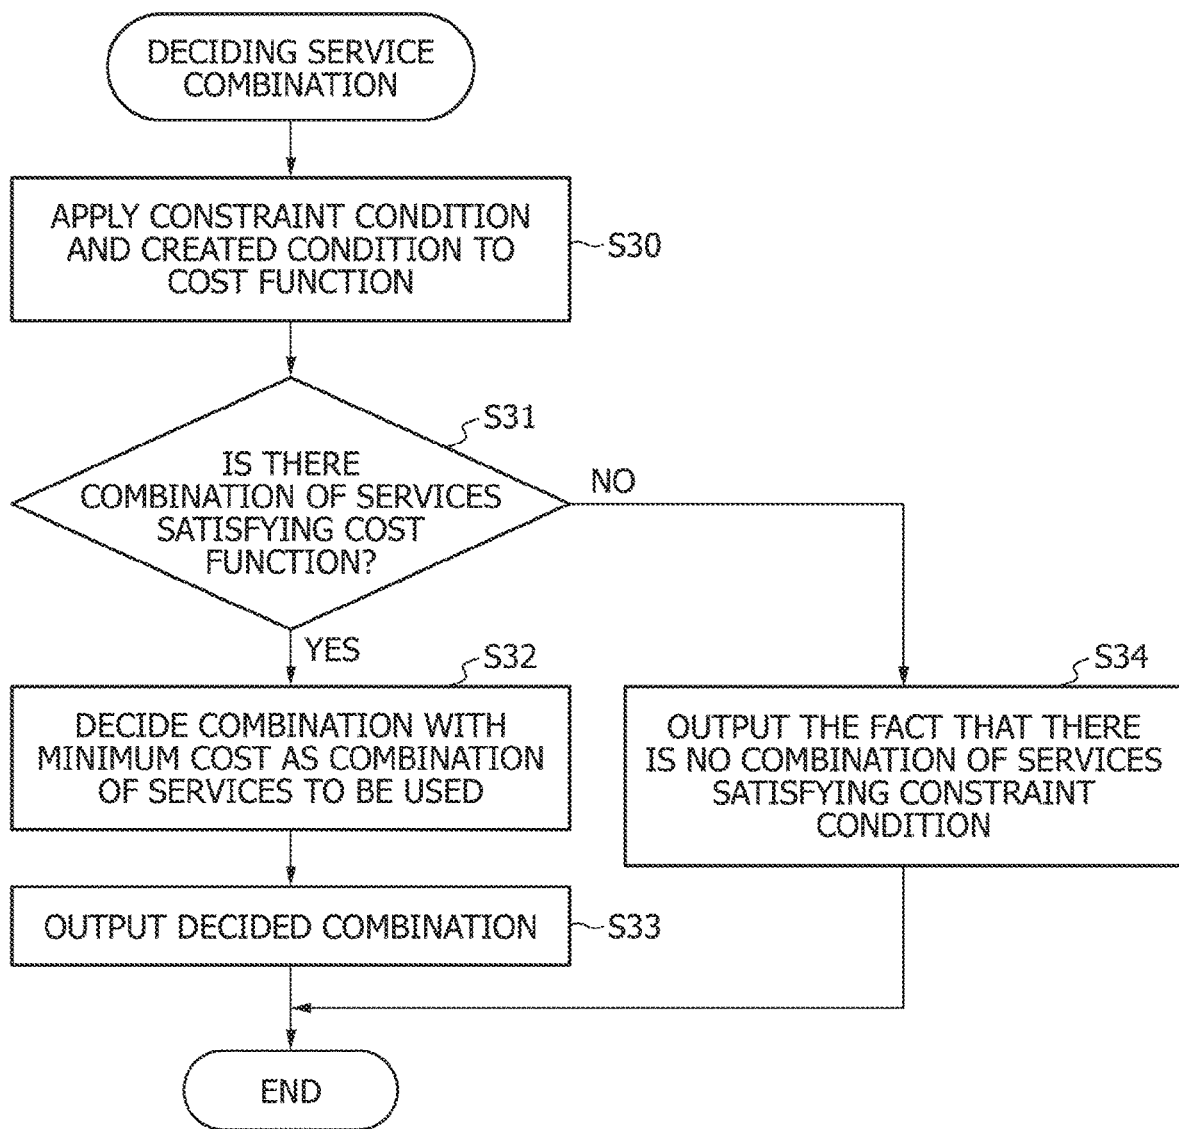 DECIDING SERVICE
COMBINATION
APPLY CONSTRAINT CONDITION
AND CREATED CONDITION TO
COST FUNCTION
S30
S31
IS THERE
COMBINATION OF SERVICES
SATISFYING COST
FUNCTION?
NO
YES
S32
DECIDE COMBINATION WITH
MINIMUM COST AS COMBINATION
OF SERVICES TO BE USED
S34
OUTPUT THE FACT THAT THERE
IS NO COMBINATION OF SERVICES
SATISFYING CONSTRAINT
CONDITION
OUTPUT DECIDED COMBINATION
S33
END